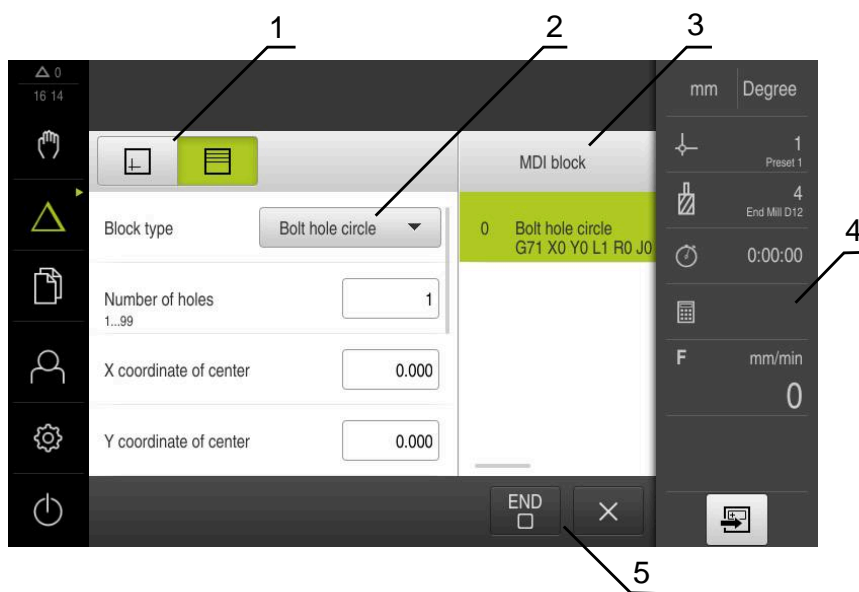 1
2
3
0
16 14
mm Degree
1
Preset 1
MDI block
4
End Mill D12
Block type
Bolt hole circle
0 Bolt hole circle
G71 X0 Y0 L1 R0 J0
4
0:00:00
Number of holes
1...99
1
F mm/min
0
X coordinate of center
0.000
Y coordinate of center
0.000
END
5